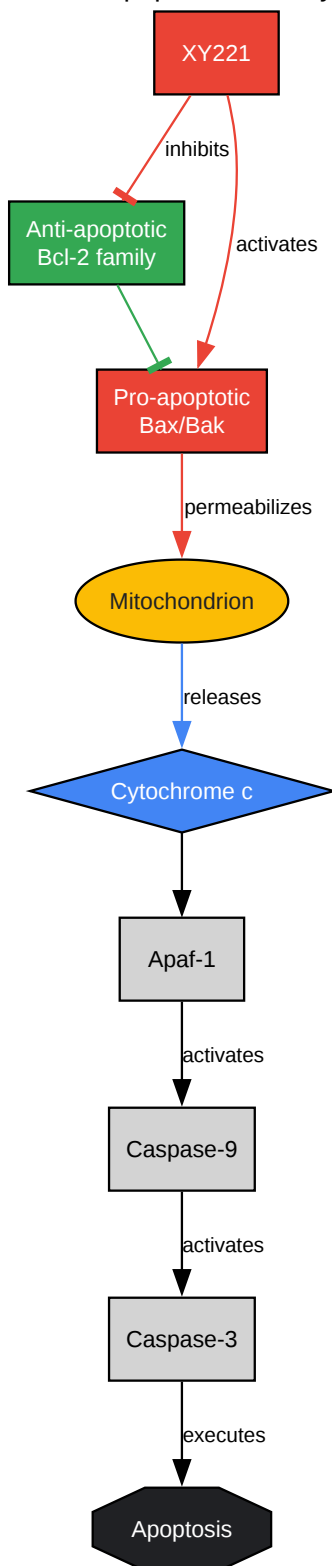 XY221
inhibits
Anti-apoptotic
Bcl-2 family
activates
Pro-apoptotic
Bax/Bak
permeabilizes
Mitochondrion
releases
Cytochrome c
Apaf-1
activates
Caspase-9
activates
Caspase-3
executes
Apoptosis